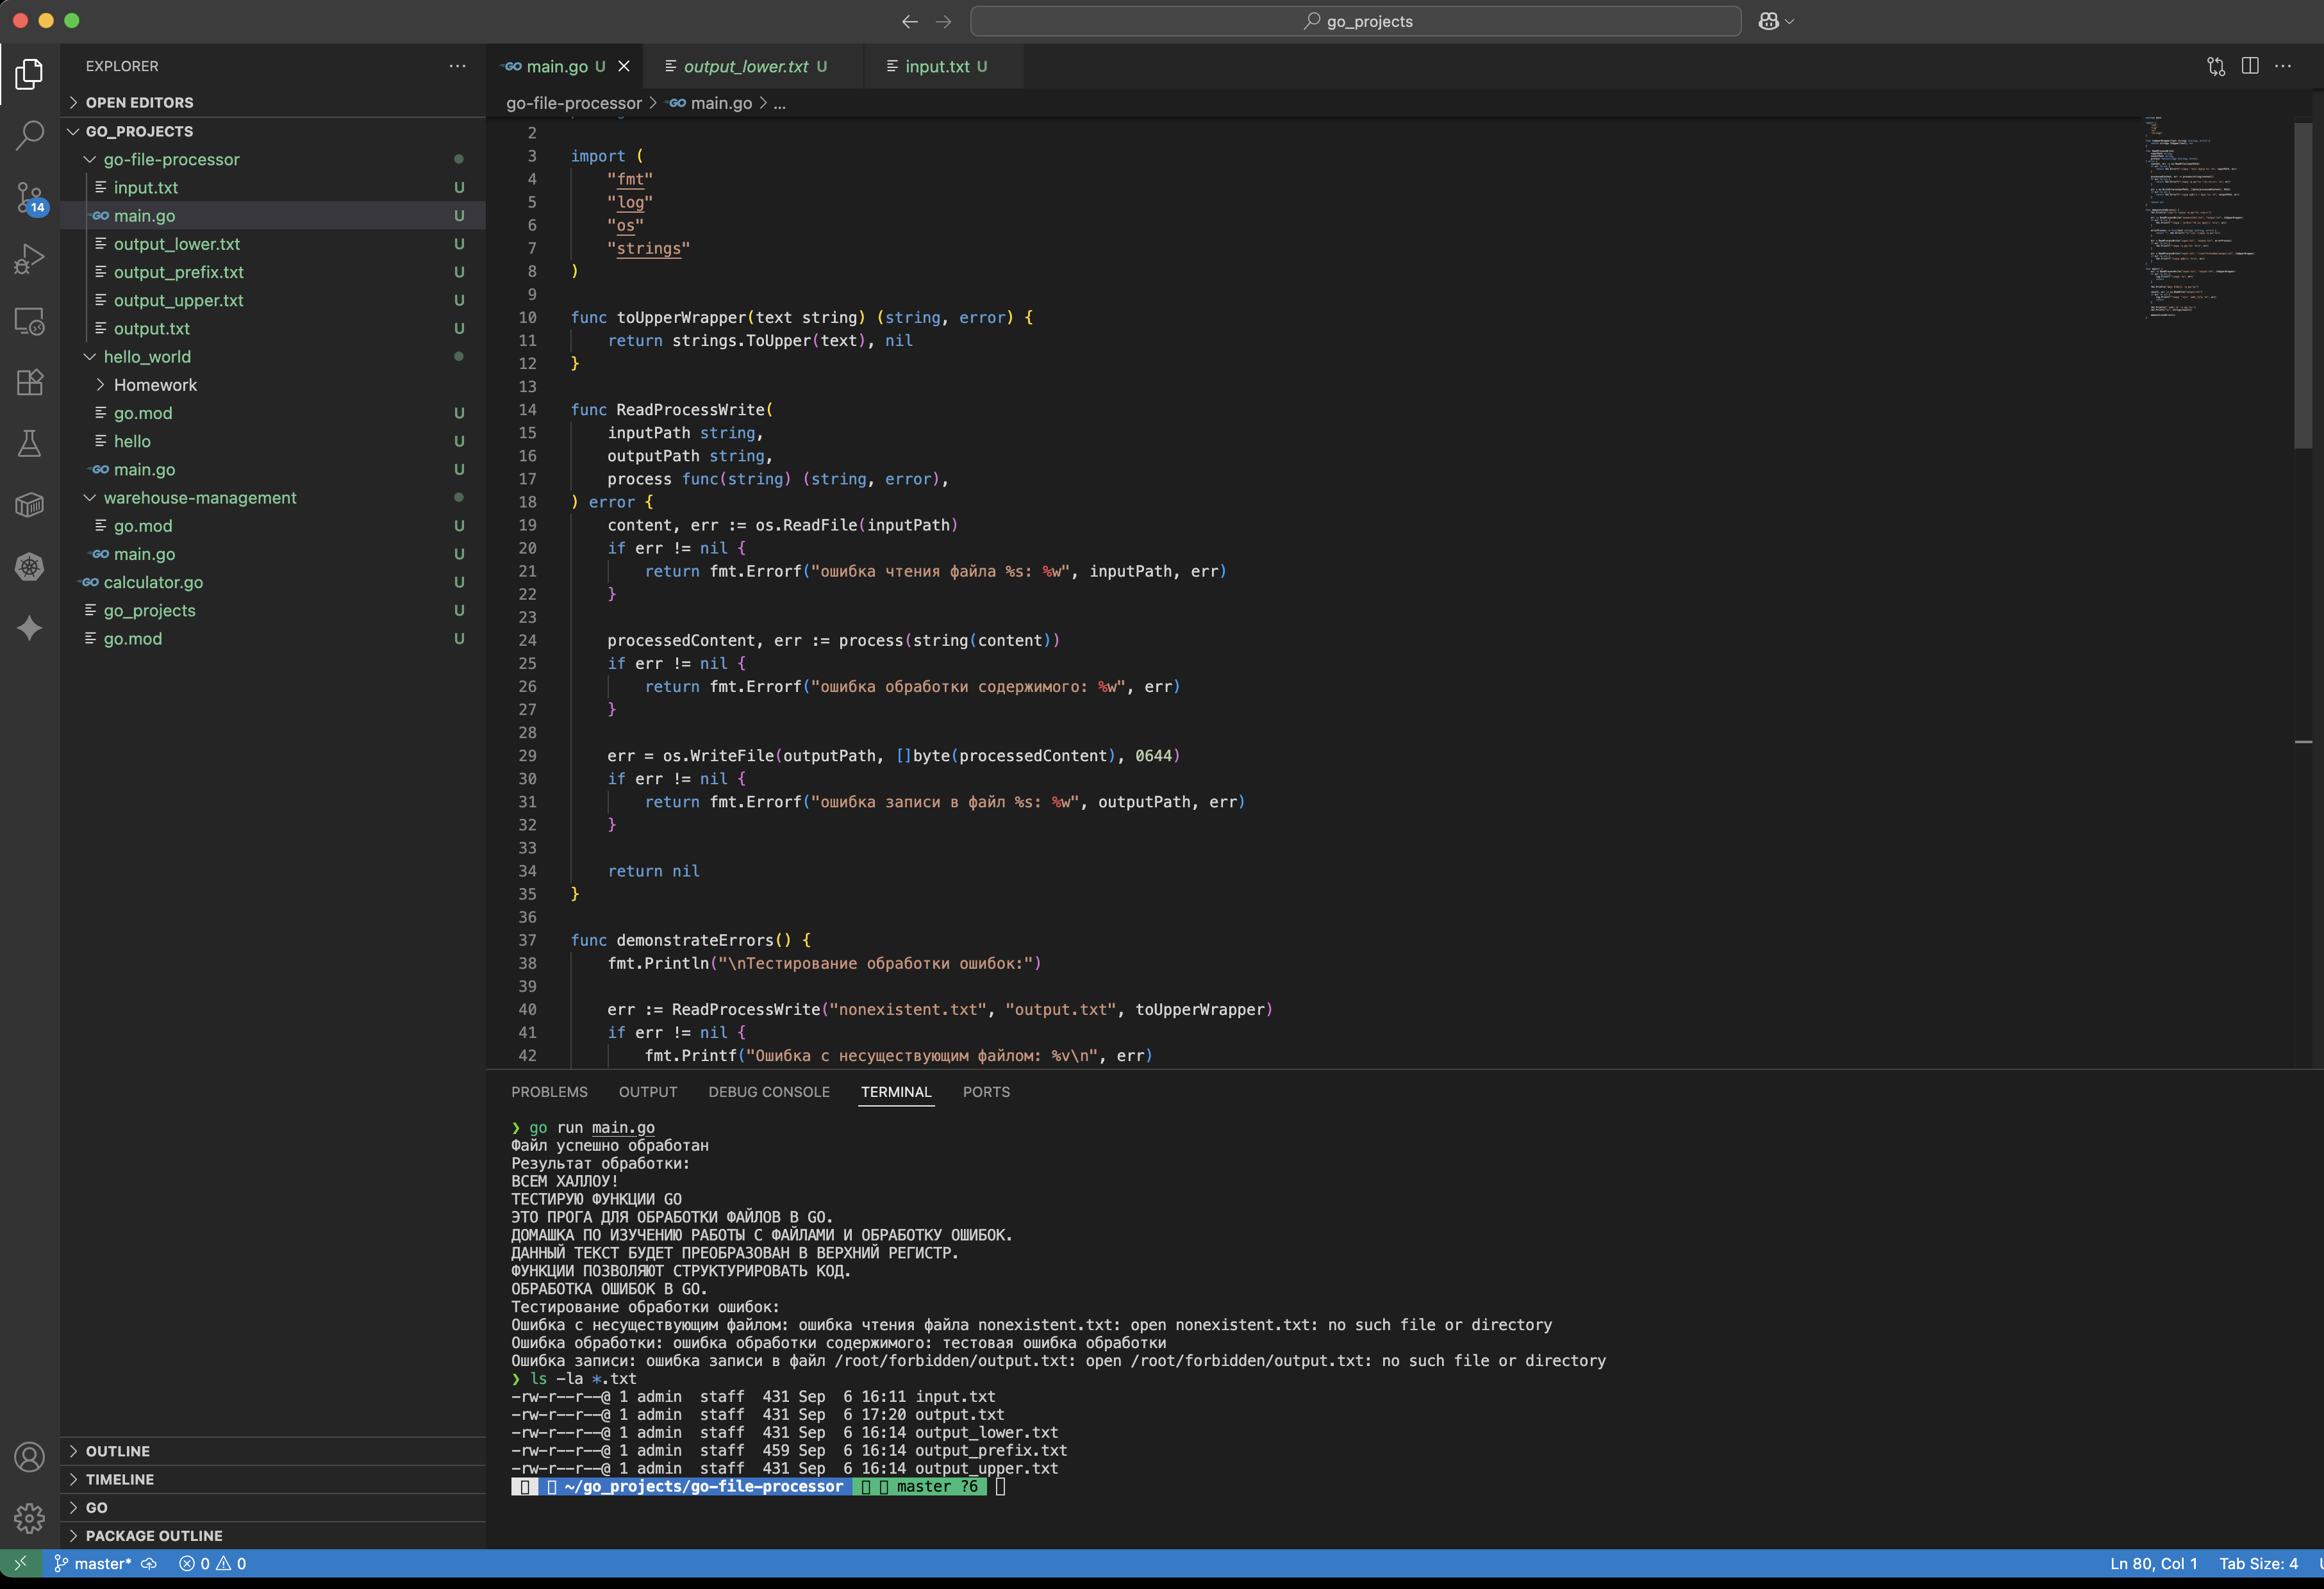 go_projects
EXPLORER
OPEN EDITORS
GO_PROJECTS
go-file-processor
input.txt U
main.go U
output_lower.txt U
output_prefix.txt U
output_upper.txt U
output.txt U
hello_world
Homework
go.mod U
hello U
main.go U
warehouse-management
go.mod U
main.go U
calculator.go U
go_projects U
go.mod U
14
OUTLINE
TIMELINE
GO
PACKAGE OUTLINE
main.go U
output_lower.txt U
input.txt U
go-file-processor > main.go > ...
2
3 import (
4 "fmt"
5 "log"
6 "os"
7 "strings"
8 )
9
10 func toUpperWrapper(text string) (string, error) {
11 return strings.ToUpper(text), nil
12 }
13
14 func ReadProcessWrite(
15 inputPath string,
16 outputPath string,
17 process func(string) (string, error),
18 ) error {
19 content, err := os.ReadFile(inputPath)
20 if err != nil {
21 return fmt.Errorf("ошибка чтения файла %s: %w", inputPath, err)
22 }
23
24 processedContent, err := process(string(content))
25 if err != nil {
26 return fmt.Errorf("ошибка обработки содержимого: %w", err)
27 }
28
29 err = os.WriteFile(outputPath, []byte(processedContent), 0644)
30 if err != nil {
31 return fmt.Errorf("ошибка записи в файл %s: %w", outputPath, err)
32 }
33
34 return nil
35 }
36
37 func demonstrateErrors() {
38 fmt.Println("\nТестирование обработки ошибок:")
39
40 err := ReadProcessWrite("nonexistent.txt", "output.txt", toUpperWrapper)
41 if err != nil {
42 fmt.Printf("Ошибка с несуществующим файлом: %v\n", err)
PROBLEMS OUTPUT DEBUG CONSOLE TERMINAL PORTS
❯ go run main.go
Файл успешно обработан
Результат обработки:
ВСЕМ ХАЛЛОУ!
ТЕСТИРУЮ ФУНКЦИИ GO
ЭТО ПРОГА ДЛЯ ОБРАБОТКИ ФАЙЛОВ В GO.
ДОМАШКА ПО ИЗУЧЕНИЮ РАБОТЫ С ФАЙЛАМИ И ОБРАБОТКУ ОШИБОК.
ДАННЫЙ ТЕКСТ БУДЕТ ПРЕОБРАЗОВАН В ВЕРХНИЙ РЕГИСТР.
ФУНКЦИИ ПОЗВОЛЯЮТ СТРУКТУРИРОВАТЬ КОД.
ОБРАБОТКА ОШИБОК В GO.
Тестирование обработки ошибок:
Ошибка с несуществующим файлом: ошибка чтения файла nonexistent.txt: open nonexistent.txt: no such file or directory
Ошибка обработки: ошибка обработки содержимого: тестовая ошибка обработки
Ошибка записи: ошибка записи в файл /root/forbidden/output.txt: open /root/forbidden/output.txt: no such file or directory
❯ ls -la *.txt
-rw-r--r--@ 1 admin staff 431 Sep 6 16:11 input.txt
-rw-r--r--@ 1 admin staff 431 Sep 6 17:20 output.txt
-rw-r--r--@ 1 admin staff 431 Sep 6 16:14 output_lower.txt
-rw-r--r--@ 1 admin staff 459 Sep 6 16:14 output_prefix.txt
-rw-r--r--@ 1 admin staff 431 Sep 6 16:14 output_upper.txt
~/go_projects/go-file-processor master ?6
master* 0 0 Ln 80, Col 1 Tab Size: 4